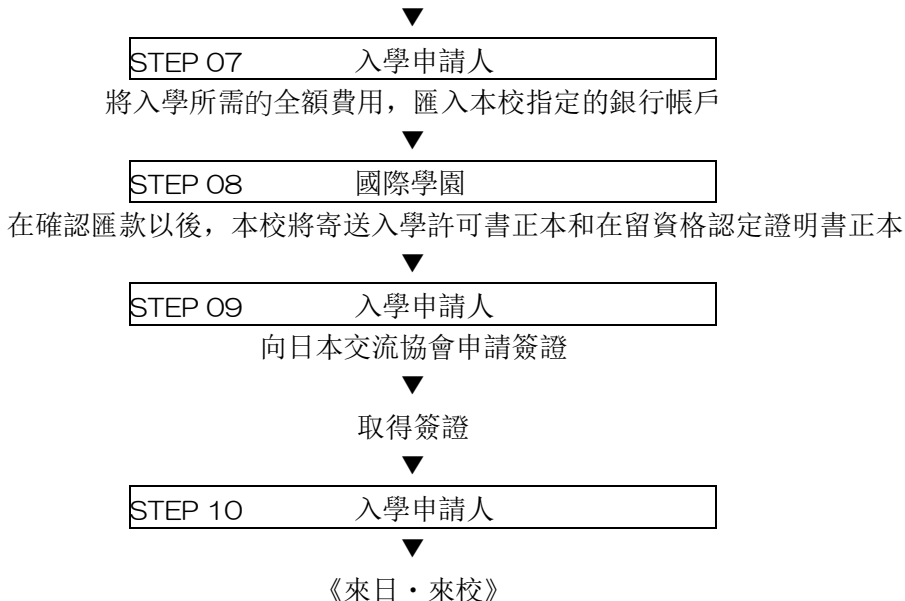 ▼
STEP 07 入學申請人
將入學所需的全額費用，匯入本校指定的銀行帳戶
▼
STEP 08 國際學園
在確認匯款以後，本校將寄送入學許可書正本和在留資格認定證明書正本
▼
STEP 09 入學申請人
向日本交流協會申請簽證
▼
取得簽證
▼
STEP 10 入學申請人
▼
《來日・來校》